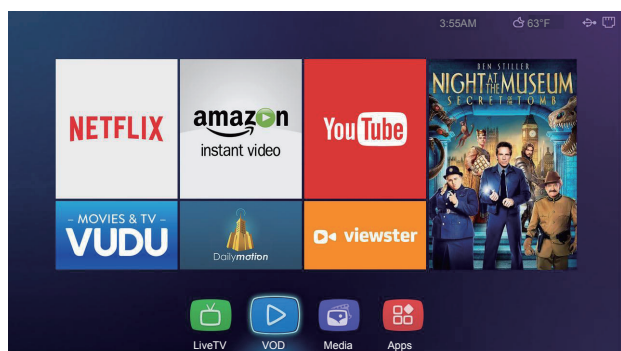 3:55AM
63°F
NETFLIX
amazon
instant video
YouTube
BEN STILLER
NIGHT AT THE MUSEUM
SECRET OF THE TOMB
MOVIES & TV
VUDU
Dailymotion
viewster
LiveTV
VOD
Media
Apps